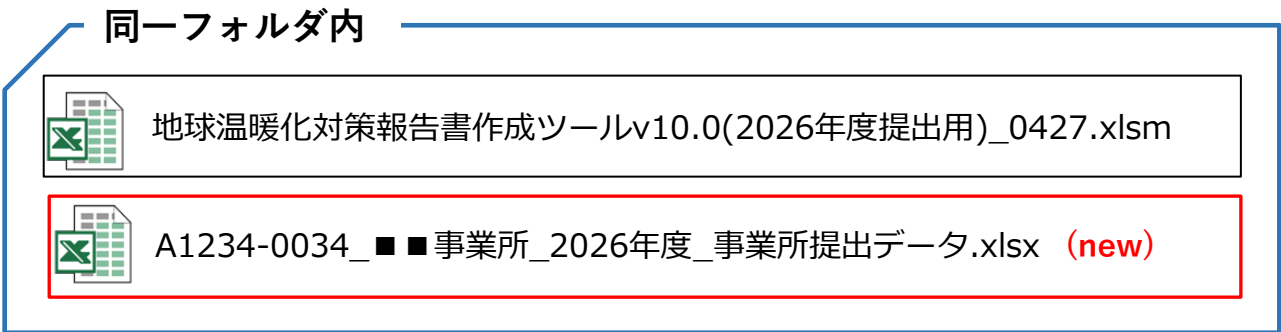 同一フォルダ内
地球温暖化対策報告書作成ツールv10.0(2026年度提出用)_0427.xlsm
A1234-0034_■■事業所_2026年度_事業所提出データ.xlsx（new）